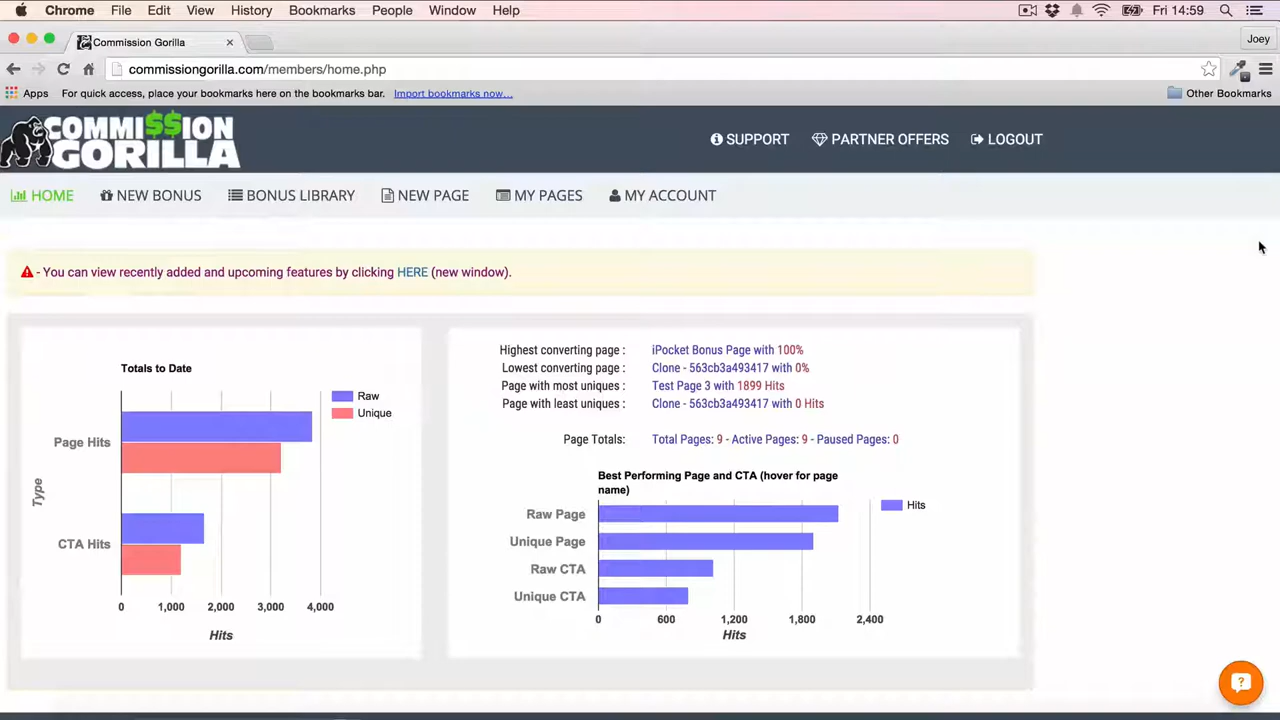 Chrome File Edit View History Bookmarks People Window Help Fri 14:59
Commission Gorilla × Joey
commissiongorilla.com/members/home.php
Apps For quick access, place your bookmarks here on the bookmarks bar. Import bookmarks now... Other Bookmarks
COMMI$$ION
GORILLA
SUPPORT PARTNER OFFERS LOGOUT
HOME NEW BONUS BONUS LIBRARY NEW PAGE MY PAGES MY ACCOUNT
- You can view recently added and upcoming features by clicking HERE (new window).
Totals to Date
Raw
Unique
Page Hits
CTA Hits
Type
0 1,000 2,000 3,000 4,000
Hits
Highest converting page : iPocket Bonus Page with 100%
Lowest converting page : Clone - 563cb3a493417 with 0%
Page with most uniques : Test Page 3 with 1899 Hits
Page with least uniques : Clone - 563cb3a493417 with 0 Hits
Page Totals: Total Pages: 9 - Active Pages: 9 - Paused Pages: 0
Best Performing Page and CTA (hover for page
name)
Hits
Raw Page
Unique Page
Raw CTA
Unique CTA
0 600 1,200 1,800 2,400
Hits